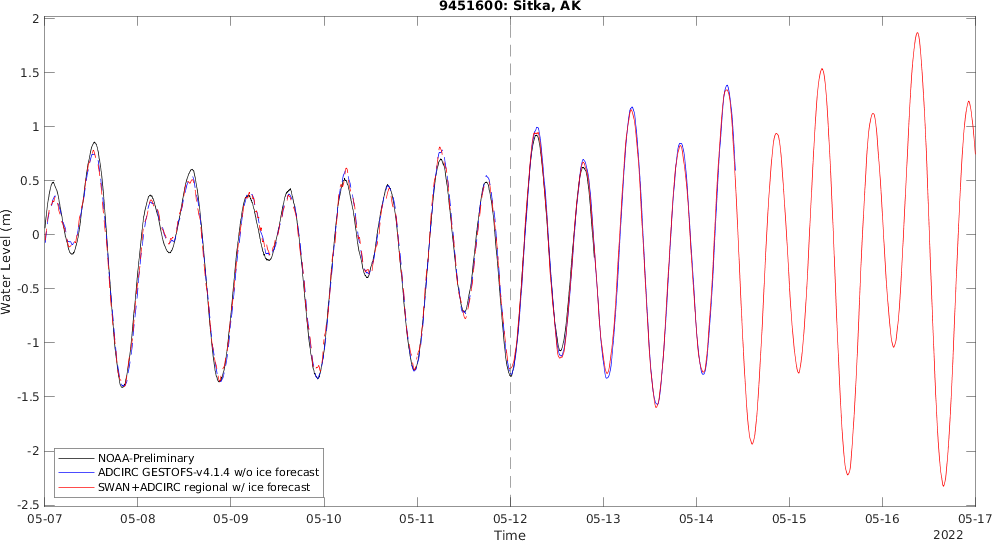 9451600: Sitka, AK
2
1.5
1
0.5
0
-0.5
-1
-1.5
-2
-2.5
Water Level (m)
NOAA-Preliminary
ADCIRC GESTOFS-v4.1.4 w/o ice forecast
SWAN+ADCIRC regional w/ ice forecast
05-07 05-08 05-09 05-10 05-11 05-12 05-13 05-14 05-15 05-16 05-17
Time
2022